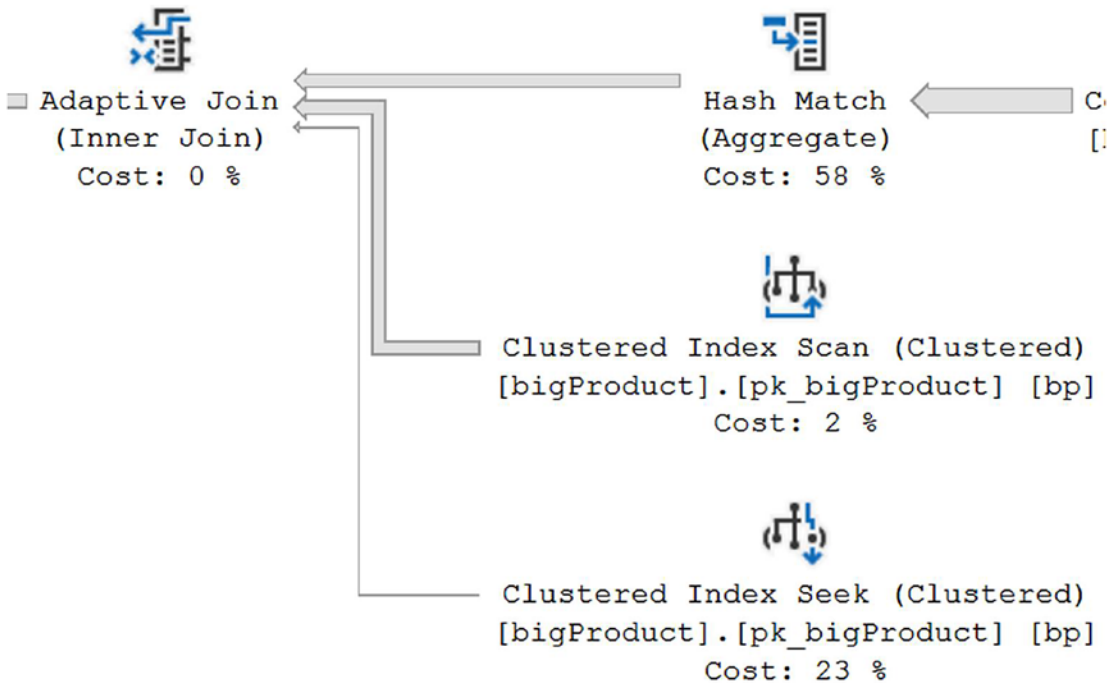 Adaptive Join
(Inner Join)
Cost: 0 %
Hash Match
(Aggregate)
Cost: 58 %
Clustered Index Scan (Clustered)
[bigProduct].[pk_bigProduct] [bp]
Cost: 2 %
Clustered Index Seek (Clustered)
[bigProduct].[pk_bigProduct] [bp]
Cost: 23 %